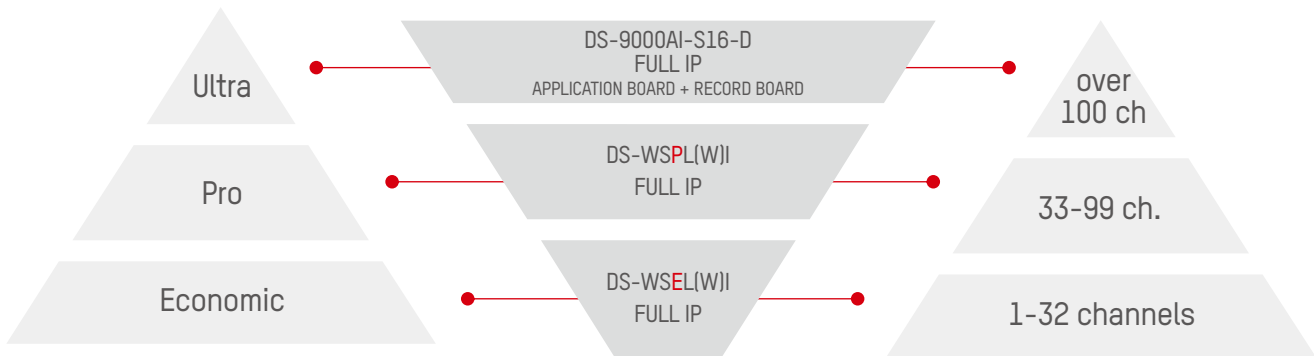 Ultra
DS-9000AI-S16-D
FULL IP
APPLICATION BOARD + RECORD BOARD
over
100 ch
Pro
DS-WSPL(W)I
FULL IP
33-99 ch.
Economic
DS-WSEL(W)I
FULL IP
1-32 channels